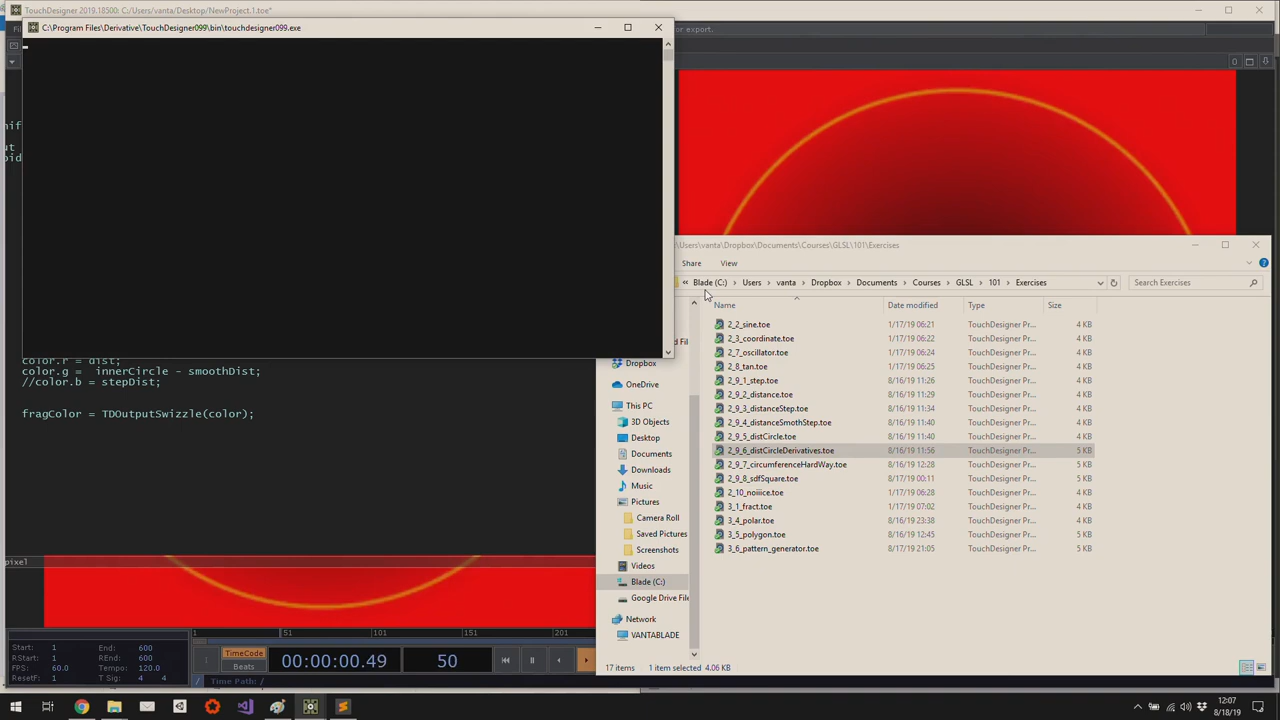 TouchDesigner 2019.18500: C:/Users/vanta/Desktop/NewProject.1.toe*
C:\Program Files\Derivative\TouchDesigner099\bin\touchdesigner099.exe
or export.
0
color.r = dist;
color.g =  innerCircle - smoothDist;
//color.b = stepDist;
fragColor = TDOutputSwizzle(color);
pixel
Users\vanta\Dropbox\Documents\Courses\GLSL\101\Exercises
Share View
« Blade (C:) › Users › vanta › Dropbox › Documents › Courses › GLSL › 101 › Exercises
Search Exercises
Name Date modified Type Size
2_2_sine.toe 1/17/19 06:21 TouchDesigner Pr... 4 KB
2_3_coordinate.toe 1/17/19 06:23 TouchDesigner Pr... 4 KB
2_7_oscillator.toe 1/17/19 06:24 TouchDesigner Pr... 4 KB
2_8_tan.toe 1/17/19 06:25 TouchDesigner Pr... 4 KB
2_9_1_step.toe 8/16/19 11:26 TouchDesigner Pr... 4 KB
2_9_2_distance.toe 8/16/19 11:29 TouchDesigner Pr... 4 KB
2_9_3_distanceStep.toe 8/16/19 11:34 TouchDesigner Pr... 4 KB
2_9_4_distanceSmothStep.toe 8/16/19 11:40 TouchDesigner Pr... 4 KB
2_9_5_distCircle.toe 8/16/19 11:40 TouchDesigner Pr... 4 KB
2_9_6_distCircleDerivatives.toe 8/16/19 11:56 TouchDesigner Pr... 5 KB
2_9_7_circumferenceHardWay.toe 8/16/19 12:28 TouchDesigner Pr... 5 KB
2_9_8_sdfSquare.toe 8/17/19 00:11 TouchDesigner Pr... 5 KB
2_10_noiiice.toe 1/17/19 06:28 TouchDesigner Pr... 4 KB
3_1_fract.toe 1/17/19 07:02 TouchDesigner Pr... 4 KB
3_4_polar.toe 8/16/19 23:38 TouchDesigner Pr... 4 KB
3_5_polygon.toe 8/16/19 12:45 TouchDesigner Pr... 5 KB
3_6_pattern_generator.toe 8/17/19 21:05 TouchDesigner Pr... 5 KB
Dropbox
OneDrive
This PC
3D Objects
Desktop
Documents
Downloads
Music
Pictures
Camera Roll
Saved Pictures
Screenshots
Videos
Blade (C:)
Google Drive File
Network
VANTABLADE
17 items 1 item selected 4.06 KB
1 51 101 151 201
Start: 1 End: 600
RStart: 1 REnd: 600
FPS: 60.0 Tempo: 120.0
ResetF: 1 T Sig: 4 4
TimeCode
Beats
00:00:00.49
50
/ Time Path: /
12:07
8/18/19